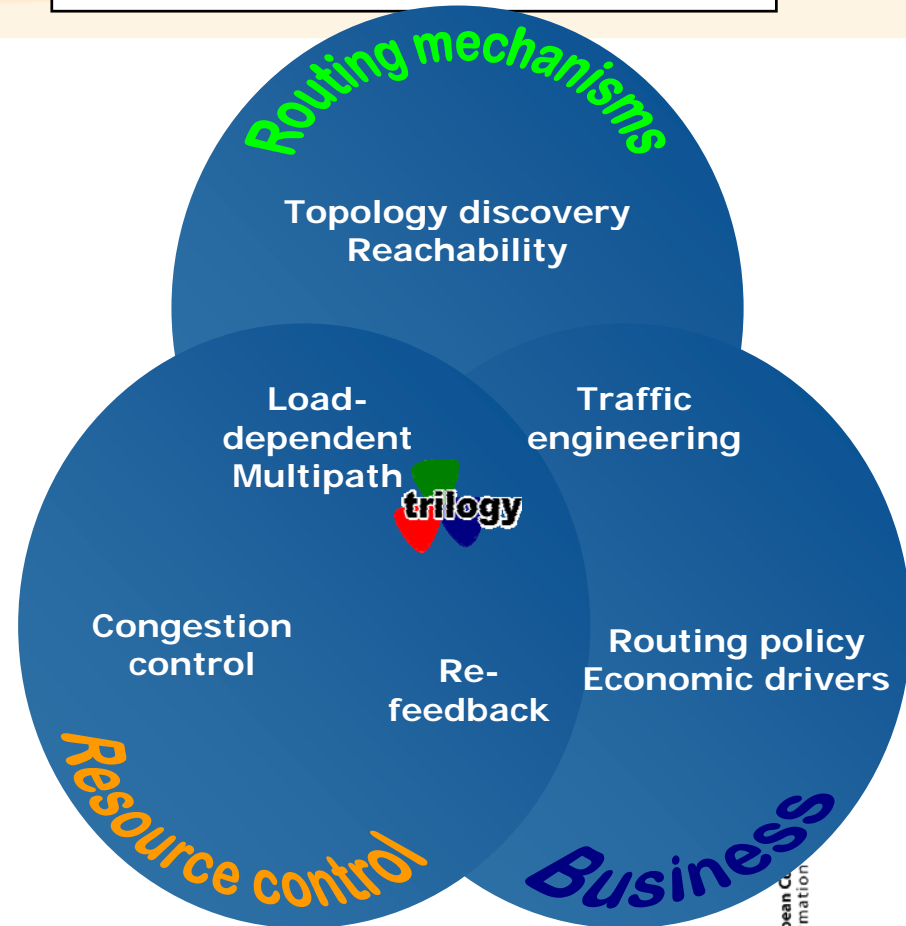 Routing mechanisms
Topology discovery
Reachability
Load-
dependent
Multipath
Traffic
engineering
trilogy
Congestion
control
Re-
feedback
Routing policy
Economic drivers
Resource control
Business